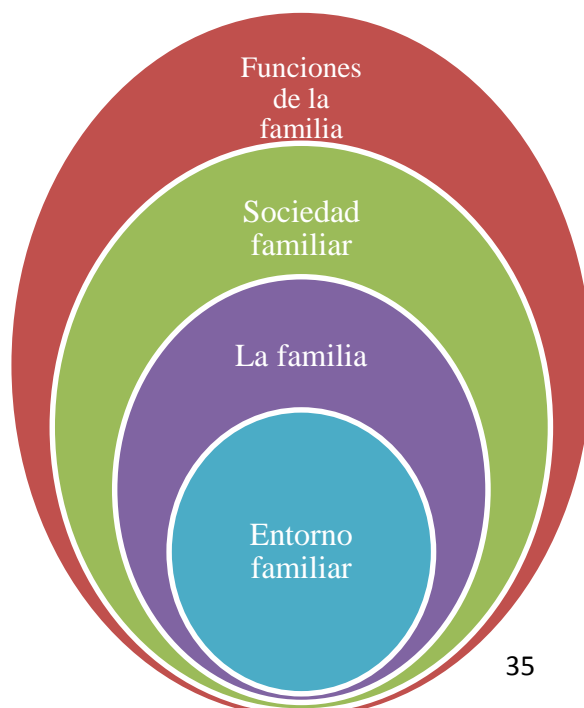 Funciones
de la
familia
Sociedad
familiar
La familia
Entorno
familiar
35